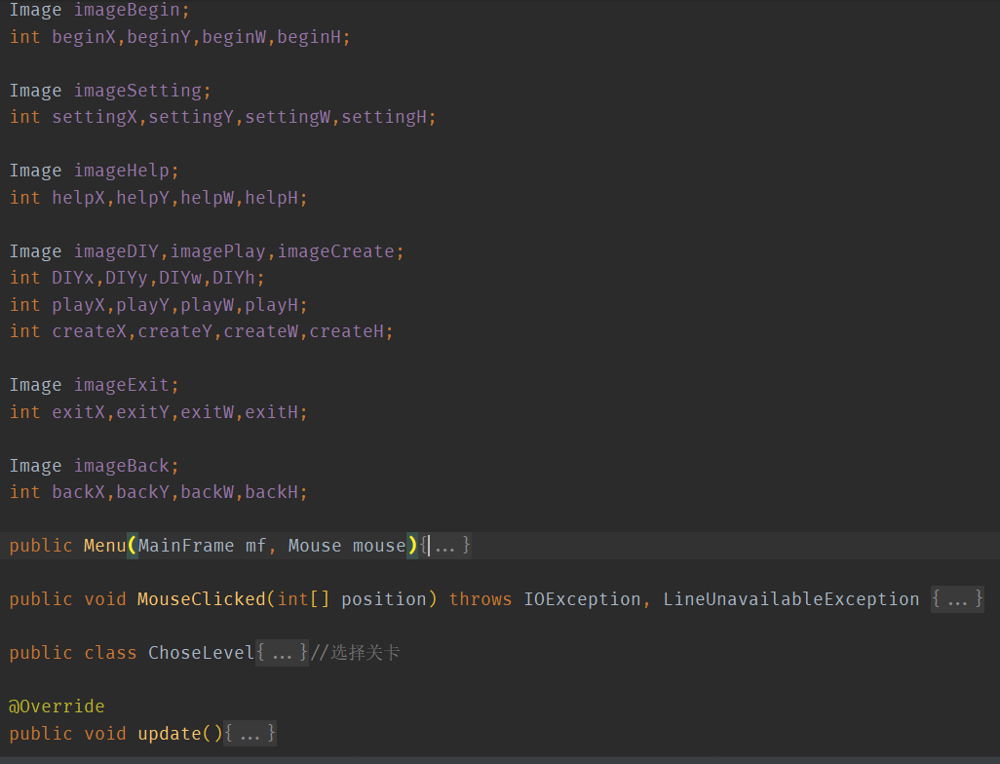 Image imageBegin;
int beginX,beginY,beginW,beginH;
Image imageSetting;
int settingX,settingY,settingW,settingH;
Image imageHelp;
int helpX,helpY,helpW,helpH;
Image imageDIY,imagePlay,imageCreate;
int DIYx,DIYy,DIYw,DIYh;
int playX,playY,playW,playH;
int createX,createY,createW,createH;
Image imageExit;
int exitX,exitY,exitW,exitH;
Image imageBack;
int backX,backY,backW,backH;
public Menu(MainFrame mf, Mouse mouse){...}
public void MouseClicked(int[] position) throws IOException, LineUnavailableException {...}
public class ChoseLevel{...}//选择关卡
@Override
public void update(){...}